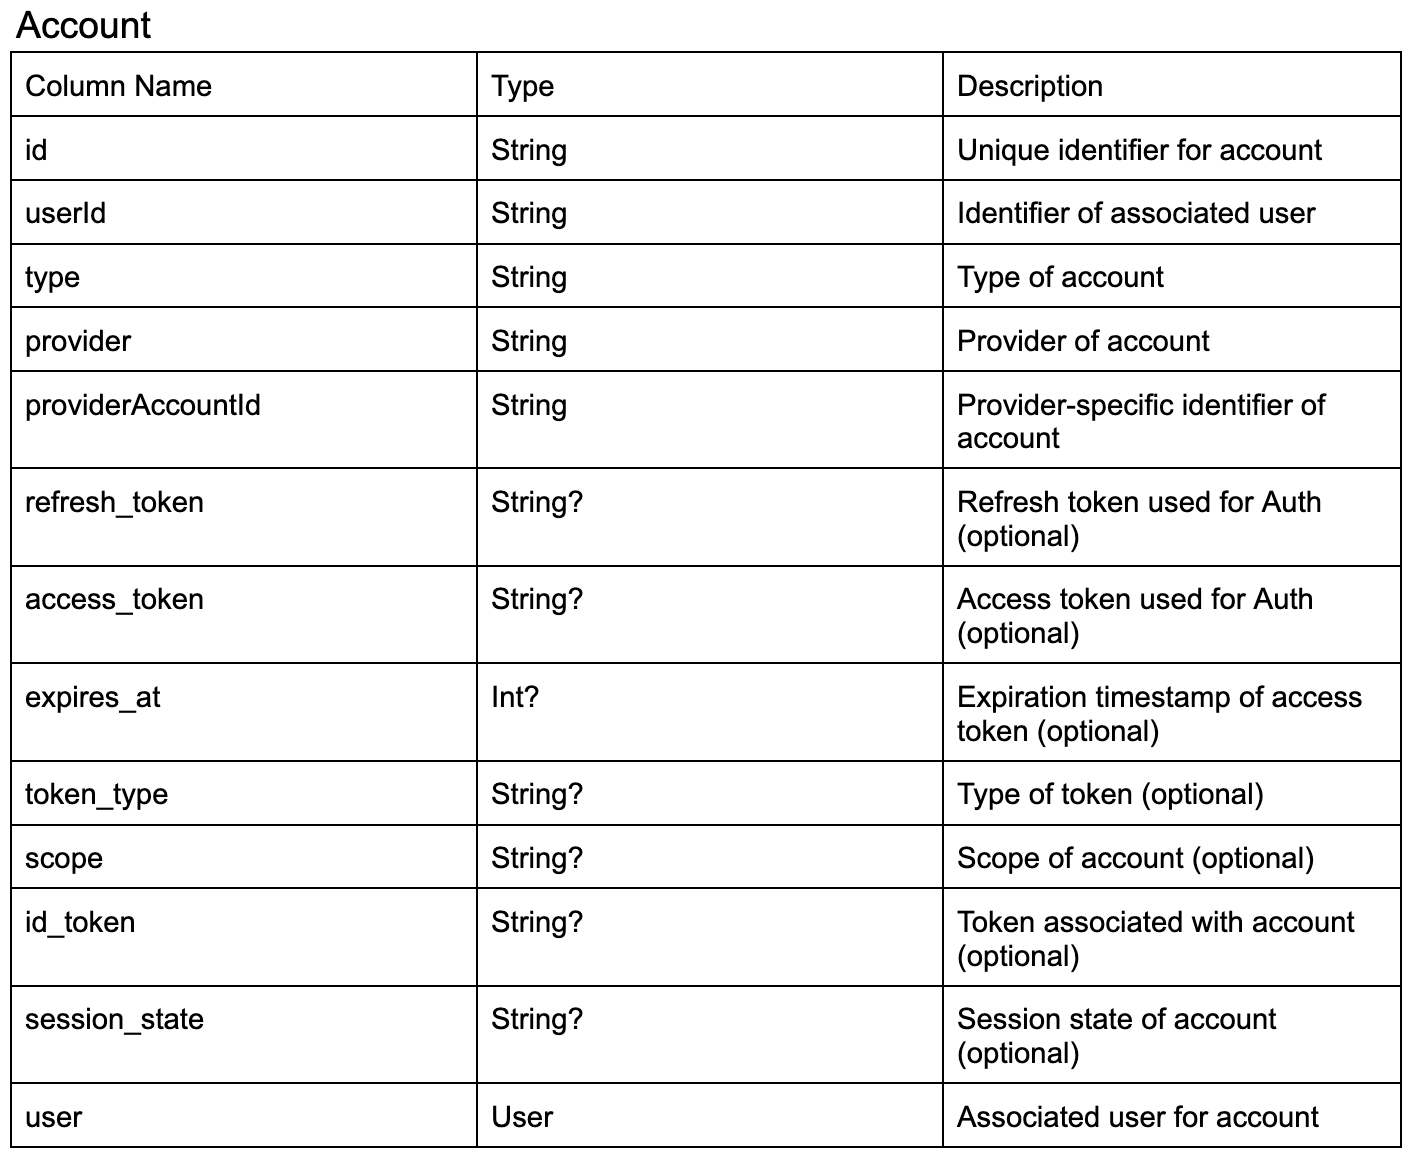 Account
Column Name Type Description
id String Unique identifier for account
userId String Identifier of associated user
type String Type of account
provider String Provider of account
providerAccountId String Provider-specific identifier of
account
refresh_token String? Refresh token used for Auth
(optional)
access_token String? Access token used for Auth
(optional)
expires_at Int? Expiration timestamp of access
token (optional)
token_type String? Type of token (optional)
scope String? Scope of account (optional)
id_token String? Token associated with account
(optional)
session_state String? Session state of account
(optional)
user User Associated user for account